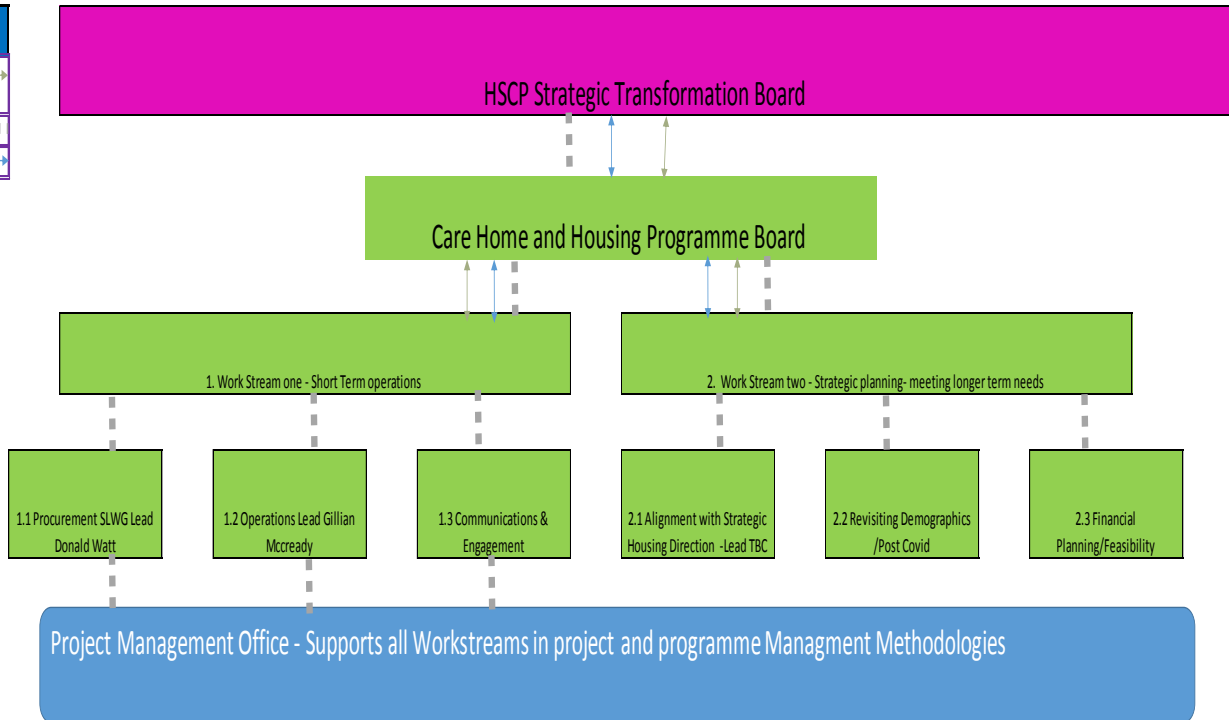 HSCP Strategic Transformation Board
Care Home and Housing Programme Board
1. Work Stream one - Short Term operations
2. Work Stream two - Strategic planning- meeting longer term needs
1.1 Procurement SLWG Lead
Donald Watt
1.2 Operations Lead Gillian
Mccready
1.3 Communications &
Engagement
2.1 Alignment with Strategic
Housing Direction -Lead TBC
2.2 Revisiting Demographics
/Post Covid
2.3 Financial
Planning/Feasibility
Project Management Office - Supports all Workstreams in project and programme Managment Methodologies